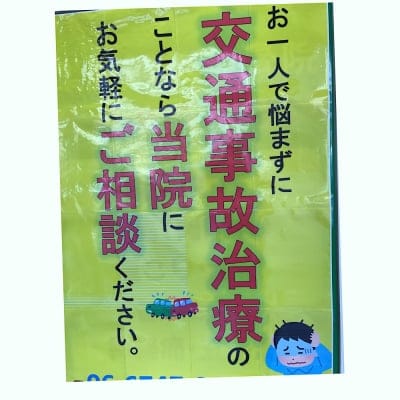 お一人で悩まずに
交通事故治療の
ことなら当院に
お気軽にご相談ください。